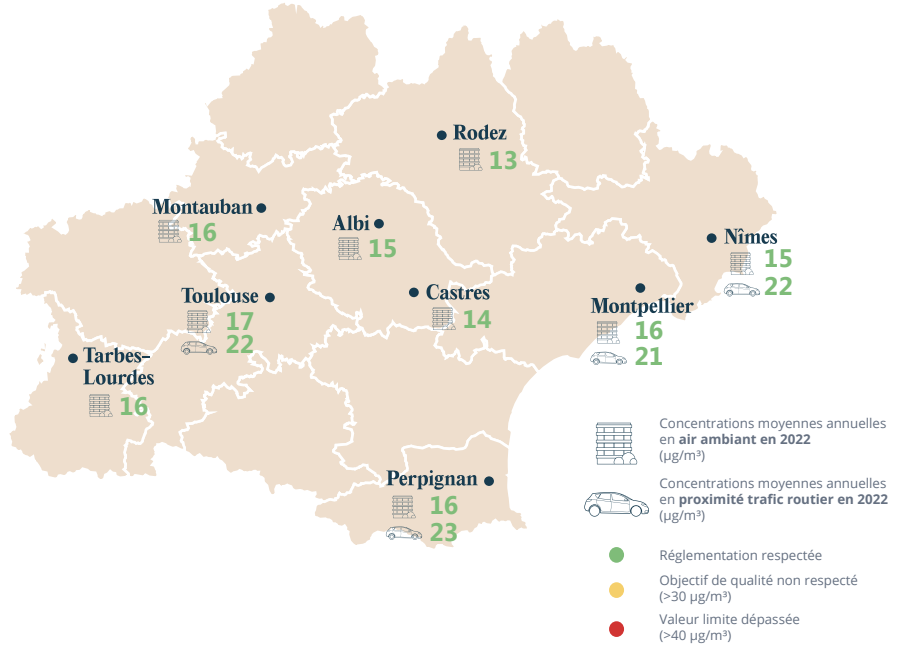 Rodez
13
Montauban
16
Albi
15
Nîmes
15
22
Toulouse
17
22
Castres
14
Montpellier
16
21
Tarbes-
Lourdes
16
Perpignan
16
23
Concentrations moyennes annuelles
en air ambiant en 2022
(µg/m³)
Concentrations moyennes annuelles
en proximité trafic routier en 2022
(µg/m³)
Réglementation respectée
Objectif de qualité non respecté
(>30 µg/m³)
Valeur limite dépassée
(>40 µg/m³)